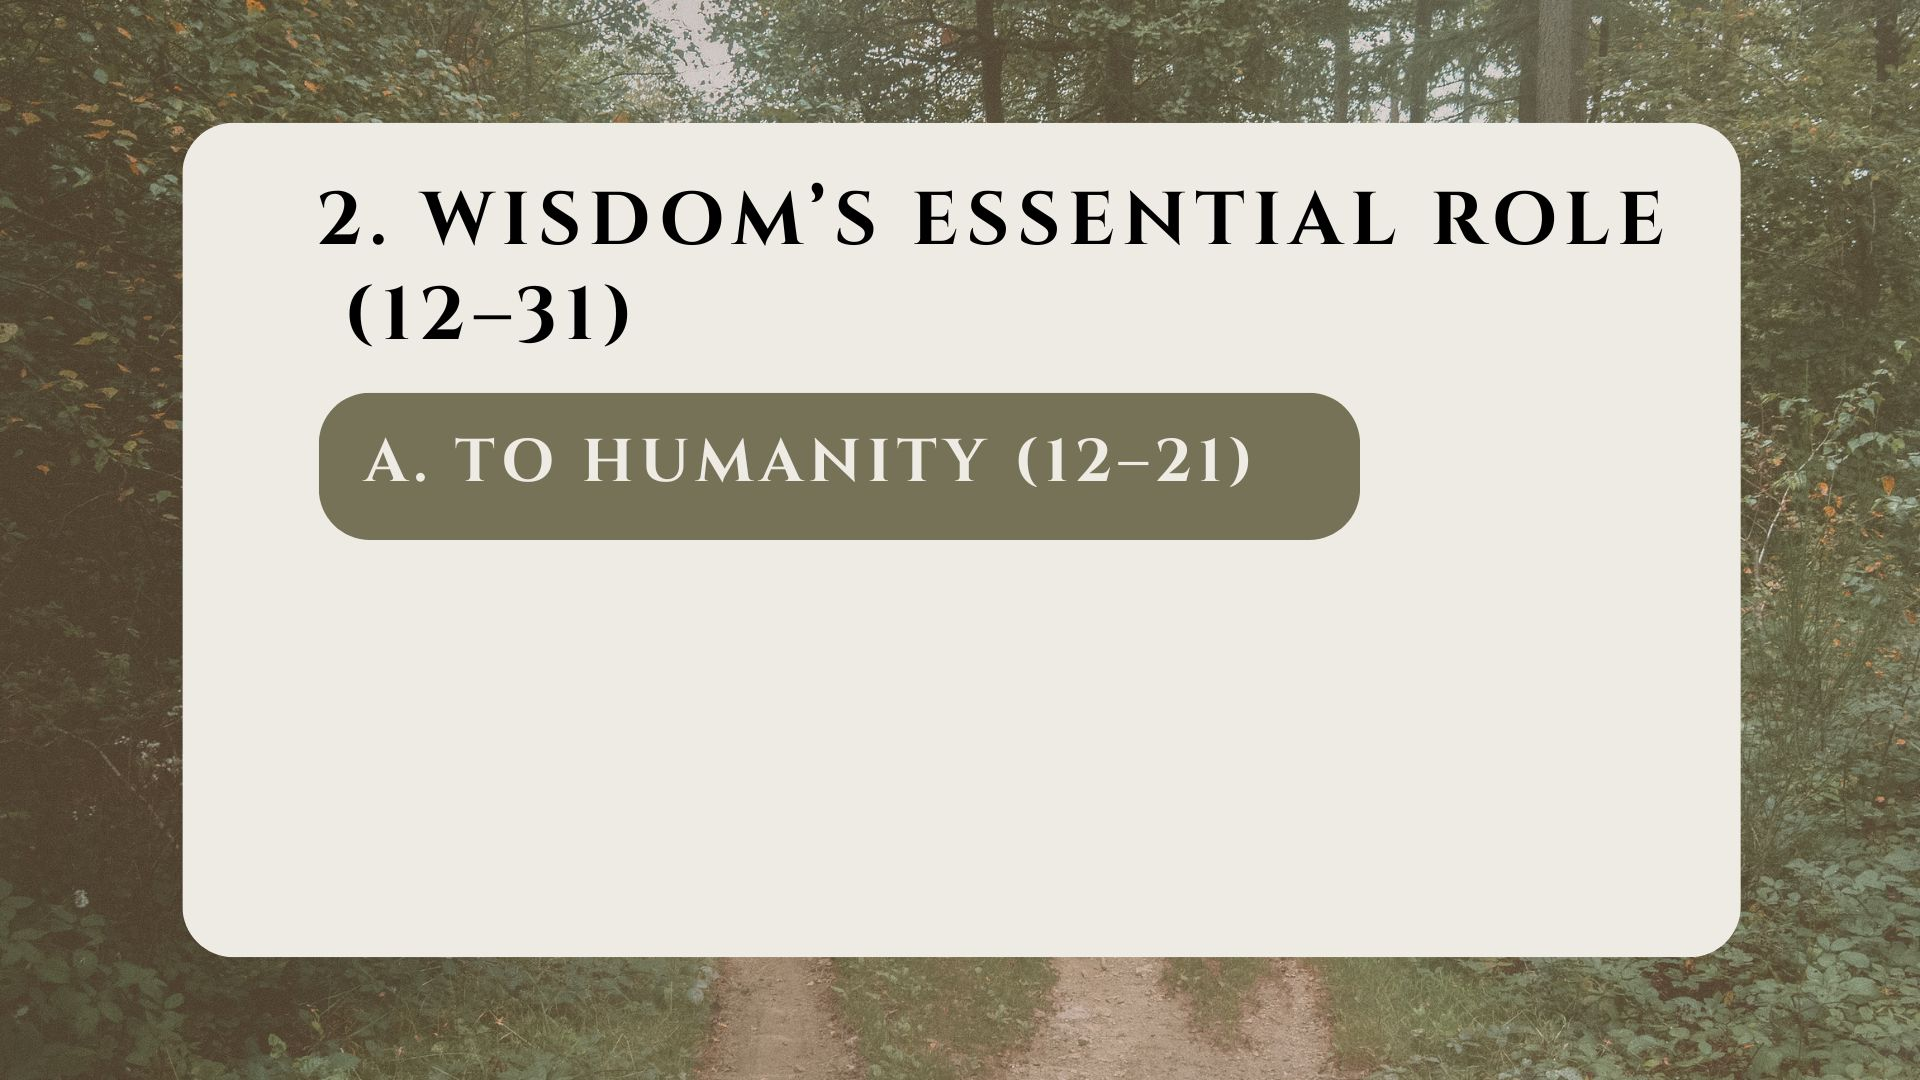 2. WISDOM’S ESSENTIAL ROLE
(12–31)
A. TO HUMANITY (12–21)